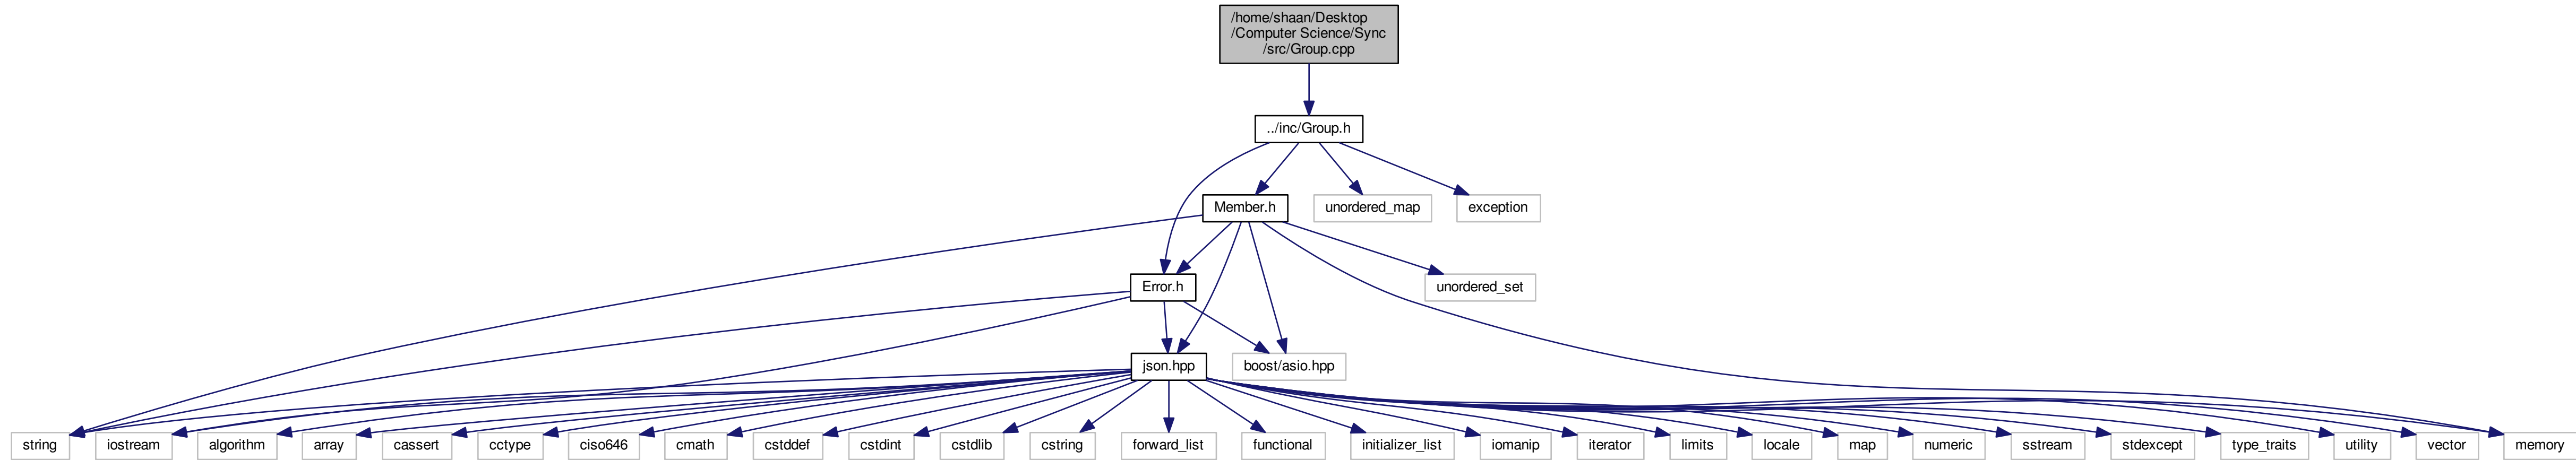 /home/shaan/Desktop
/Computer Science/Sync
/src/Group.cpp
../inc/Group.h
Member.h
unordered_map
exception
Error.h
unordered_set
json.hpp
boost/asio.hpp
string
iostream
algorithm
array
cassert
cctype
ciso646
cmath
cstddef
cstdint
cstdlib
cstring
forward_list
functional
initializer_list
iomanip
iterator
limits
locale
map
numeric
sstream
stdexcept
type_traits
utility
vector
memory